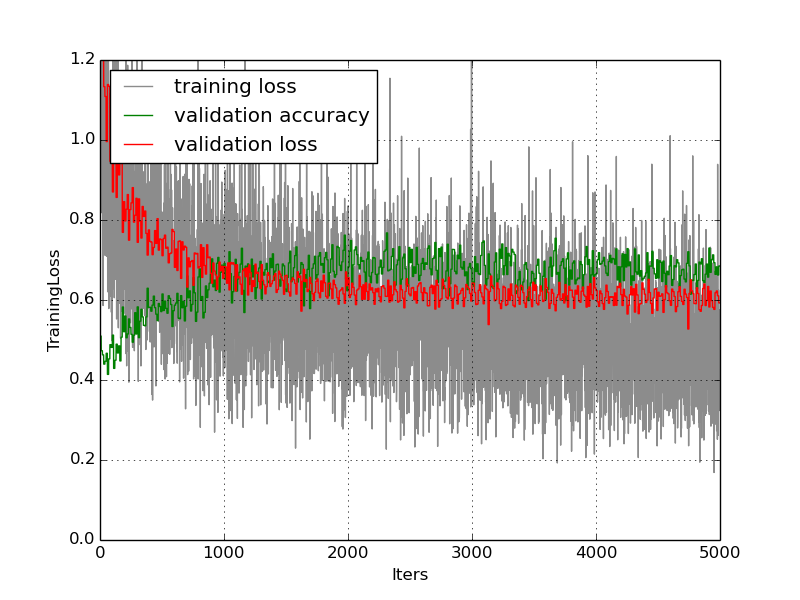 1.2
training loss
validation accuracy
validation loss
1.0
0.8
0.6
0.4
0.2
0.0
TrainingLoss
0 1000 2000 3000 4000 5000
Iters